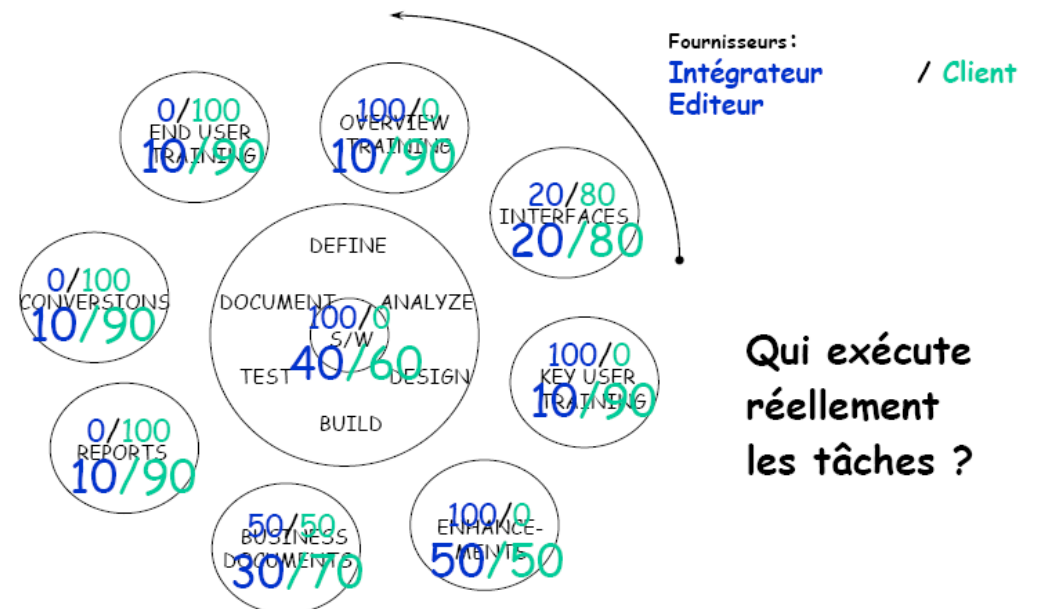 Fournisseurs:
Intégrateur / Client
Editeur
0/100
END USER
TRAINING
10/90
100/0
OVERVIEW
TRAINING
10/90
20/80
INTERFACES
20/80
DEFINE
0/100
CONVERSIONS
10/90
DOCUMENT
ANALYZE
100/0
S/W
40/60
TEST
DESIGN
BUILD
100/0
KEY USER
TRAINING
10/90
Qui exécute
réellement
les tâches ?
0/100
REPORTS
10/90
50/50
BUSINESS
DOCUMENTS
30/70
100/0
ENHANCE-
MENTS
50/50